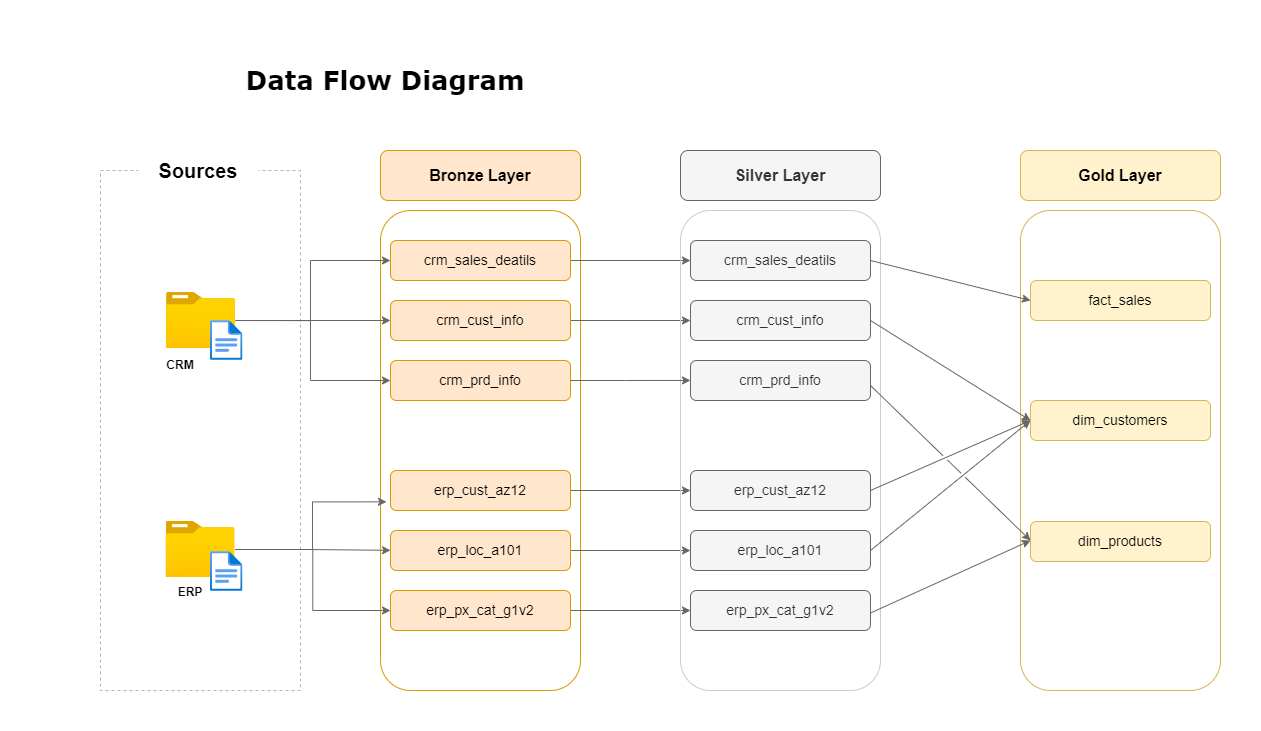 Data Flow Diagram
Sources
CRM
ERP
Bronze Layer
crm_sales_deatils
crm_cust_info
crm_prd_info
erp_cust_az12
erp_loc_a101
erp_px_cat_g1v2
Silver Layer
crm_sales_deatils
crm_cust_info
crm_prd_info
erp_cust_az12
erp_loc_a101
erp_px_cat_g1v2
Gold Layer
fact_sales
dim_customers
dim_products